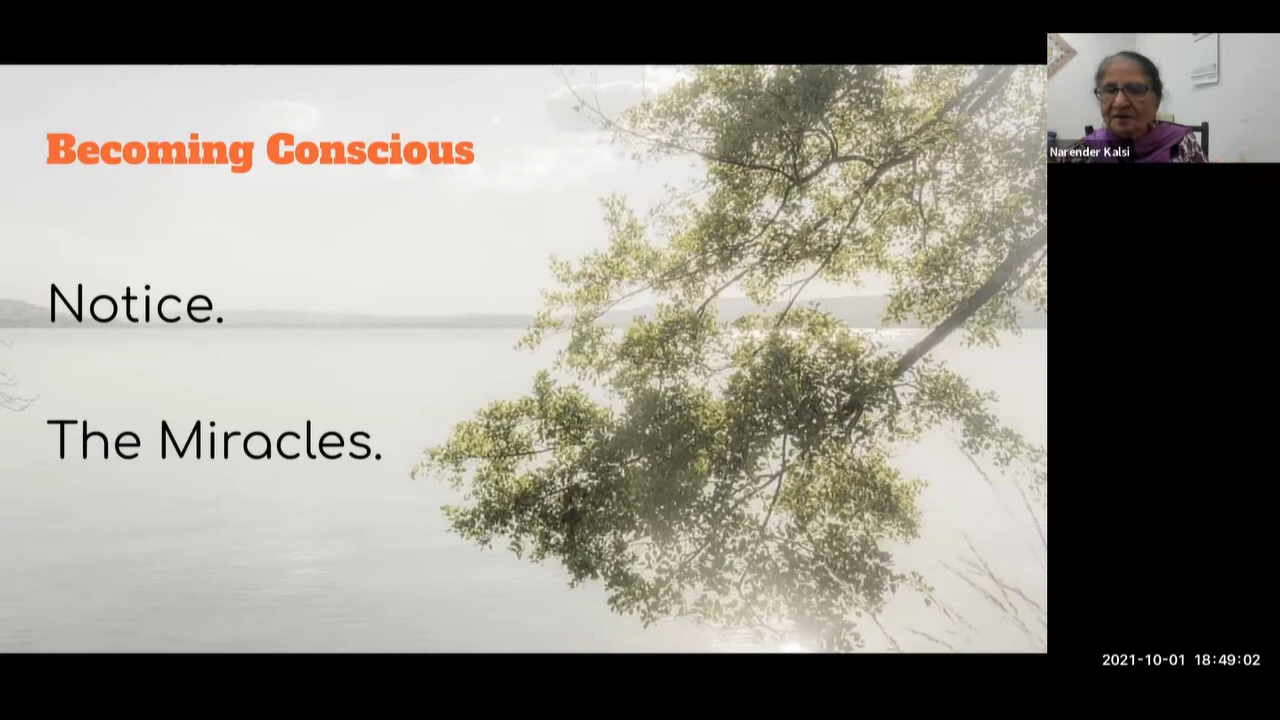 Becoming Conscious
Notice.
The Miracles.
Narender Kalsi
2021-10-01 18:49:02